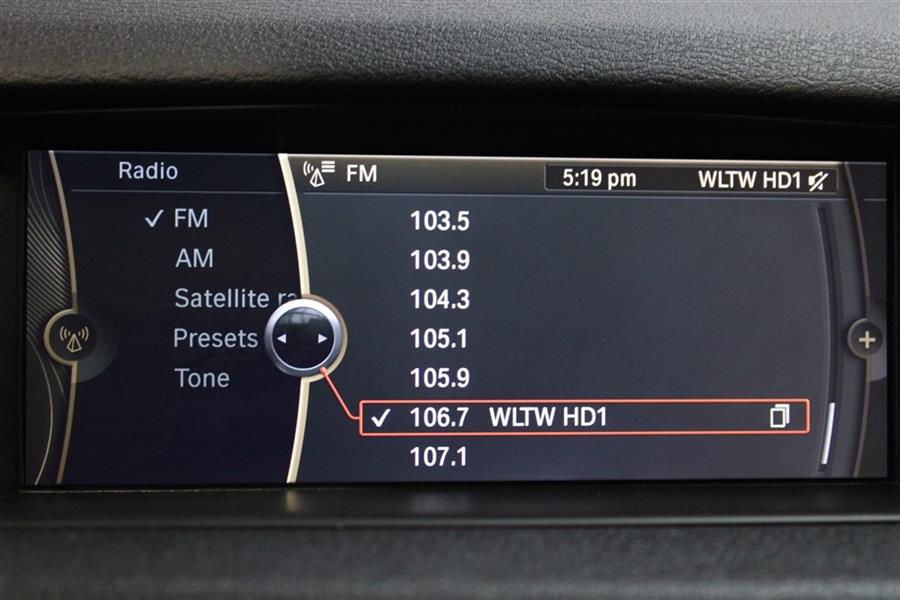 Radio
FM
AM
Satellite
Presets
Tone
FM
5:19 pm
WLTW HD1
103.5
103.9
104.3
105.1
105.9
106.7 WLTW HD1
107.1